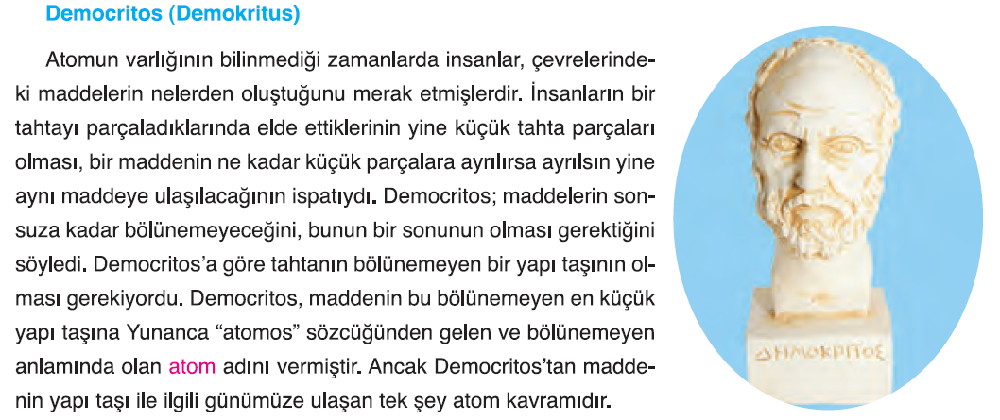 Democritos (Demokritus)
Atomun varlığının bilinmediği zamanlarda insanlar, çevrelerinde-
ki maddelerin nelerden oluştuğunu merak etmişlerdir. İnsanların bir
tahtayı parçaladıklarında elde ettiklerinin yine küçük tahta parçaları
olması, bir maddenin ne kadar küçük parçalara ayrılırsa ayrılsın yine
aynı maddeye ulaşılacağının ispatıydı. Democritos; maddelerin son-
suza kadar bölünemeyeceğini, bunun bir sonunun olması gerektiğini
söyledi. Democritos’a göre tahtanın bölünemeyen bir yapı taşının ol-
ması gerekiyordu. Democritos, maddenin bu bölünemeyen en küçük
yapı taşına Yunanca “atomos” sözcüğünden gelen ve bölünemeyen
anlamında olan atom adını vermiştir. Ancak Democritos’tan madde-
nin yapı taşı ile ilgili günümüze ulaşan tek şey atom kavramıdır.
ΔΗΜΟΚΡΙΤΟΣ